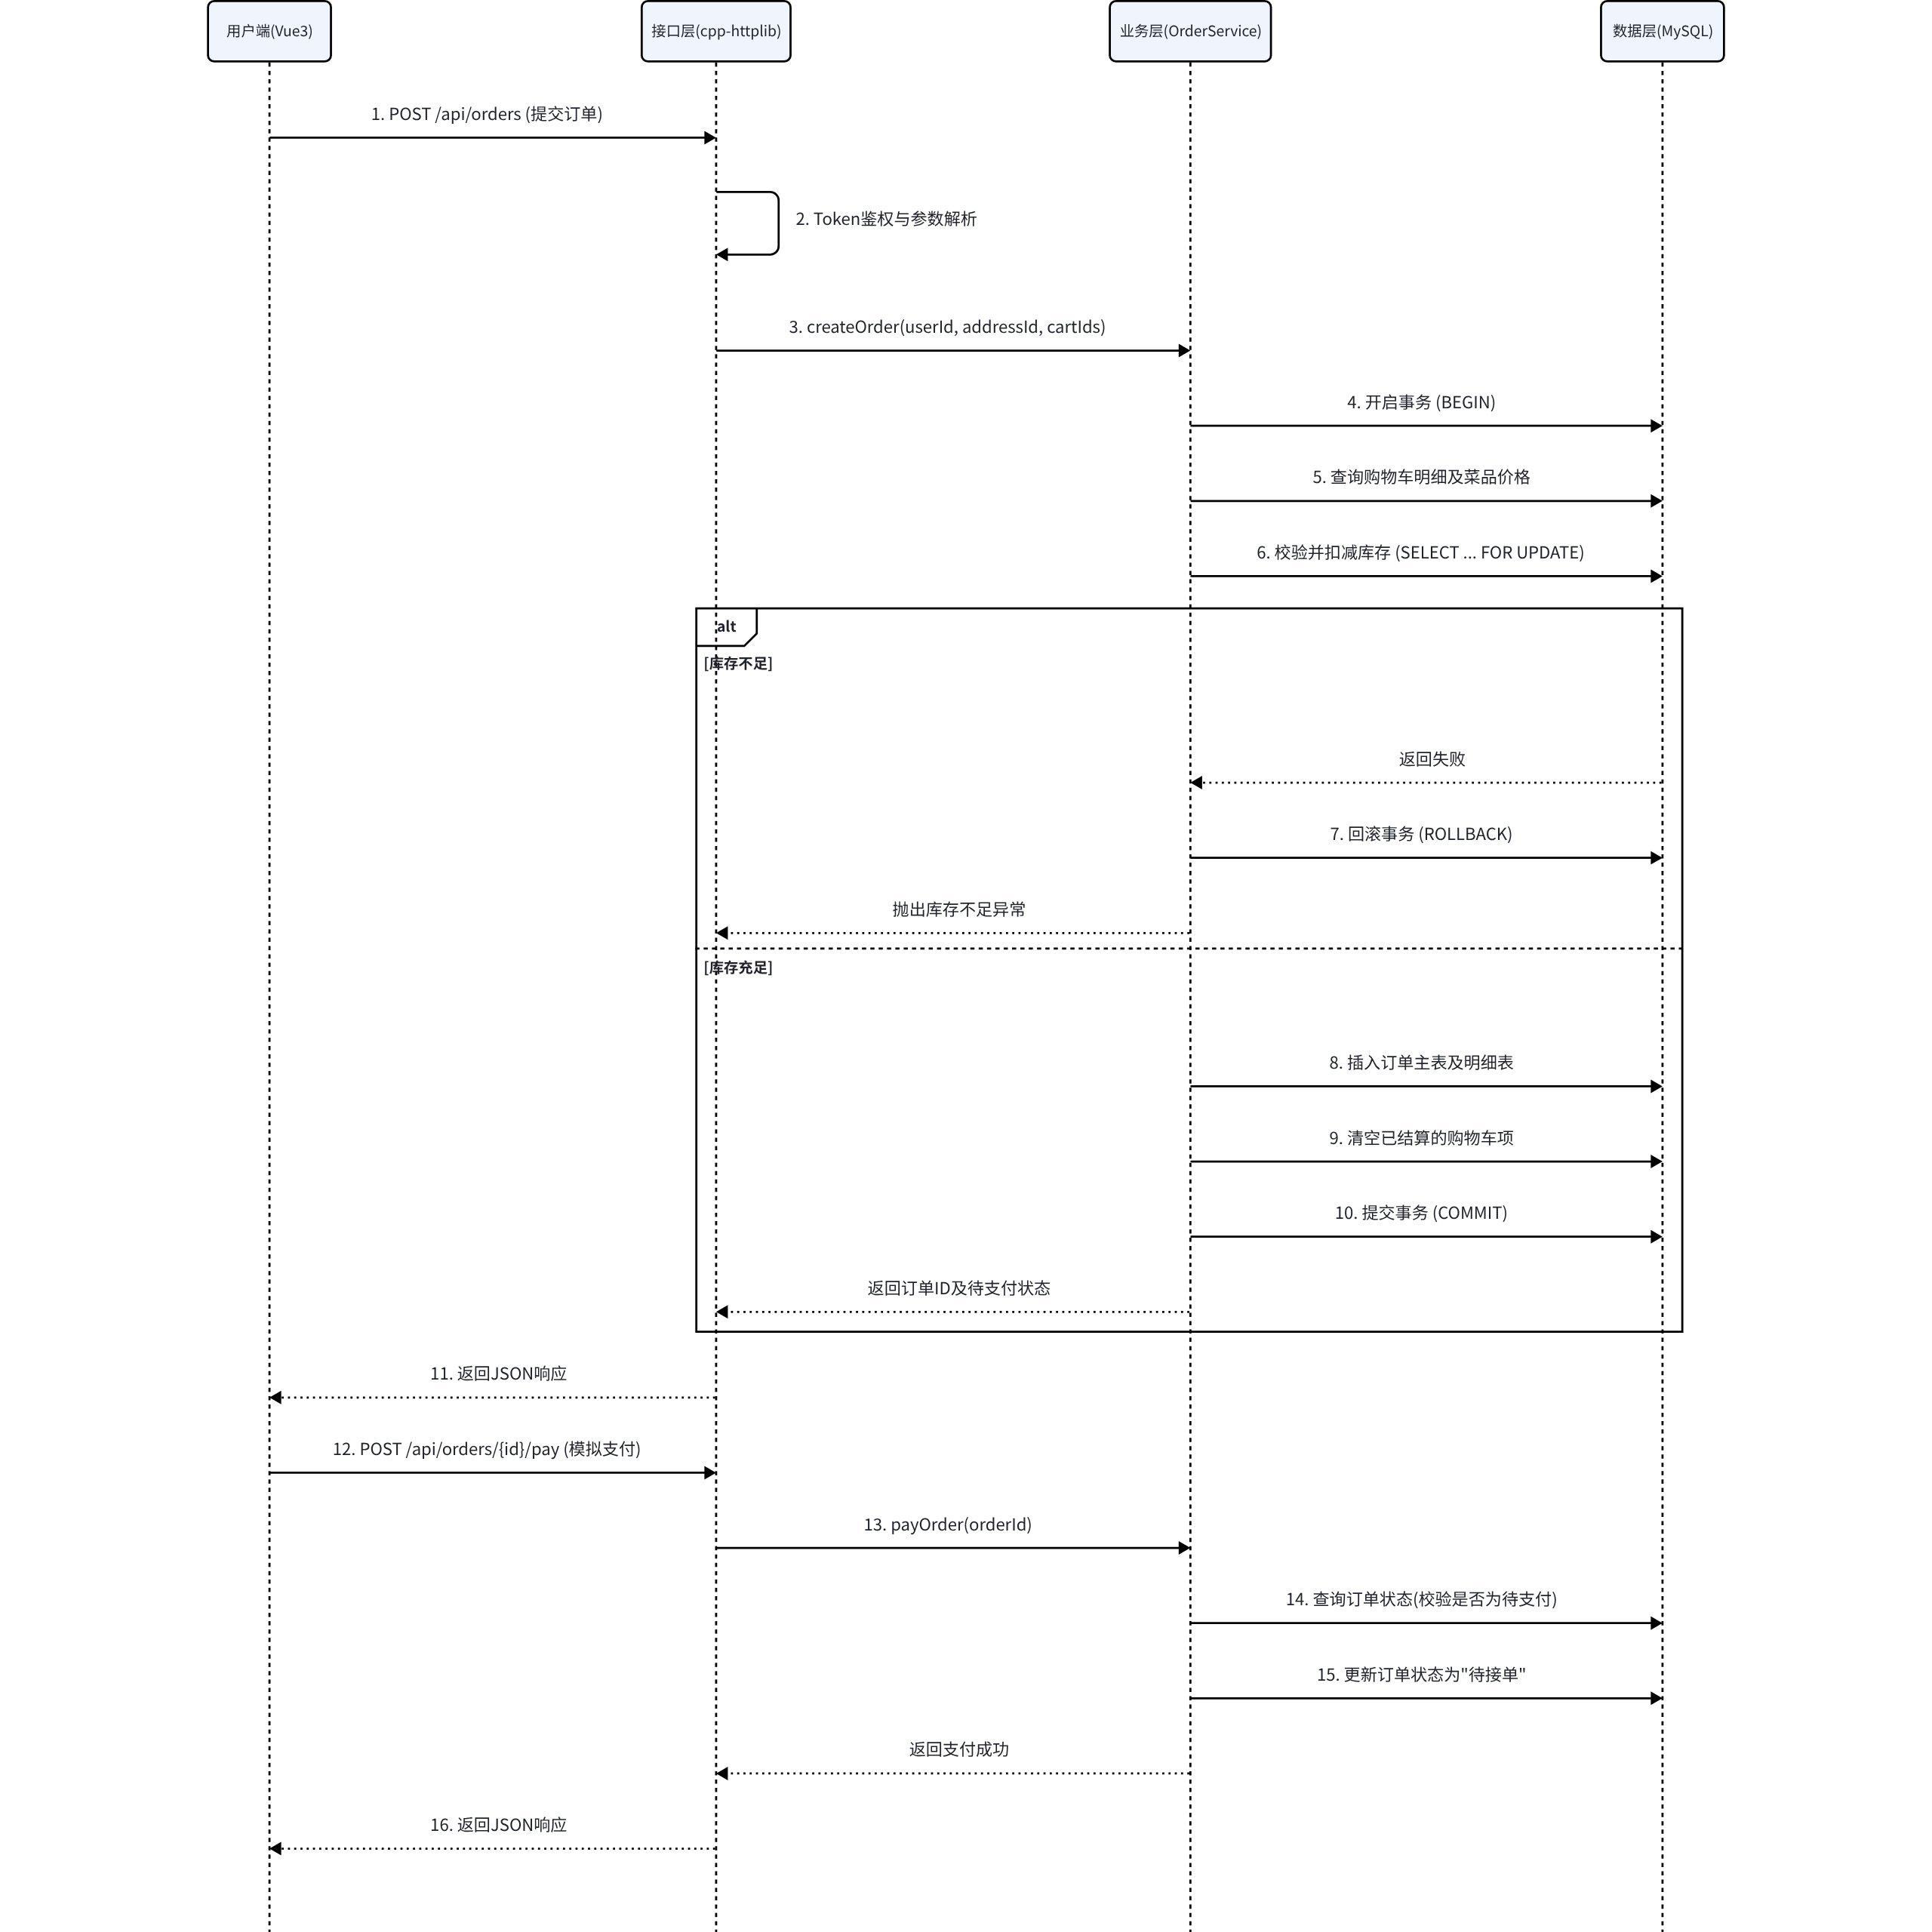 用户端(Vue3)
接口层(cpp-httplib)
业务层(OrderService)
数据层(MySQL)
1. POST /api/orders (提交订单)
2. Token鉴权与参数解析
3. createOrder(userId, addressId, cartIds)
4. 开启事务 (BEGIN)
5. 查询购物车明细及菜品价格
6. 校验并扣减库存 (SELECT ... FOR UPDATE)
alt
[库存不足]
返回失败
7. 回滚事务 (ROLLBACK)
抛出库存不足异常
[库存充足]
8. 插入订单主表及明细表
9. 清空已结算的购物车项
10. 提交事务 (COMMIT)
返回订单ID及待支付状态
11. 返回JSON响应
12. POST /api/orders/{id}/pay (模拟支付)
13. payOrder(orderId)
14. 查询订单状态(校验是否为待支付)
15. 更新订单状态为"待接单"
返回支付成功
16. 返回JSON响应